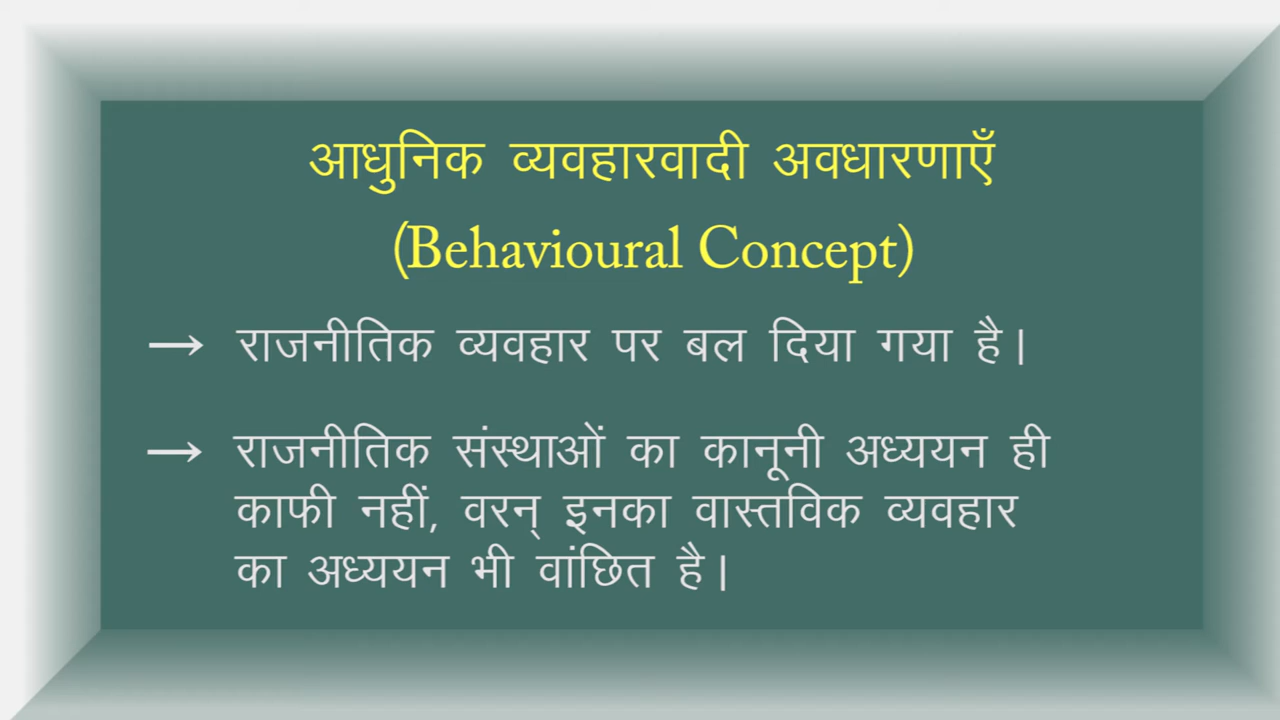 आधुनिक व्यवहारवादी अवधारणाएँ
(Behavioural Concept)
→ राजनीतिक व्यवहार पर बल दिया गया है।
→ राजनीतिक संस्थाओं का कानूनी अध्ययन ही
काफी नहीं, वरन् इनका वास्तविक व्यवहार
का अध्ययन भी वांछित है।